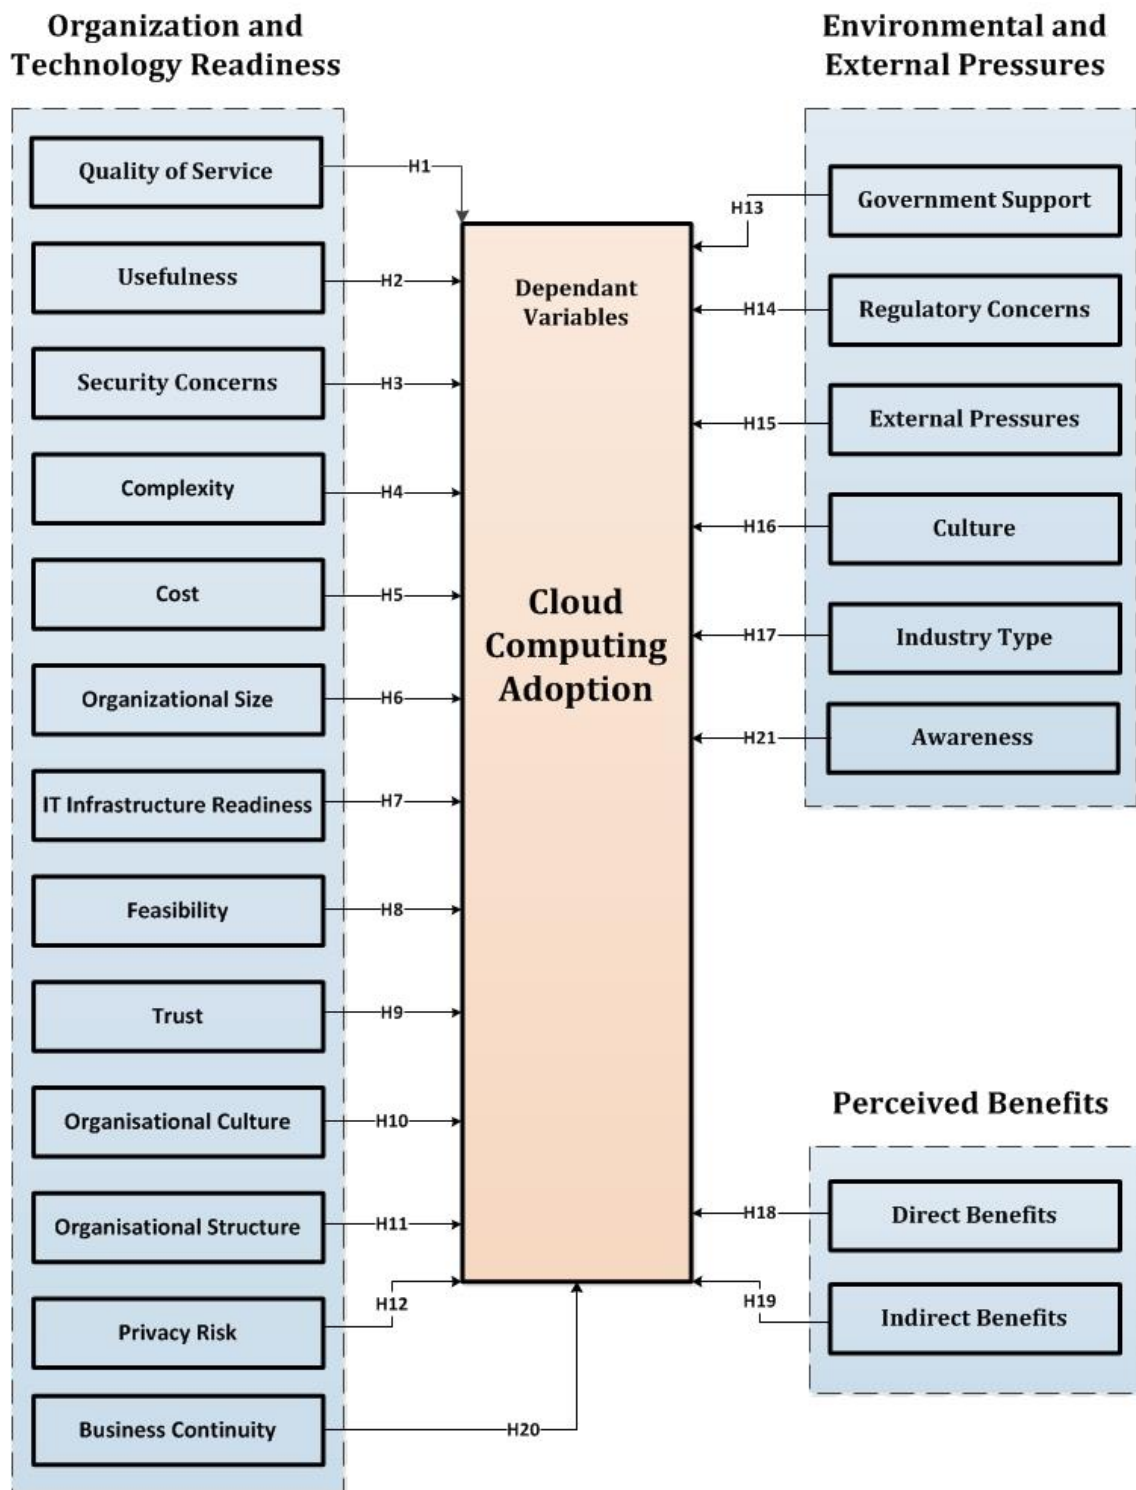 Organization and
Technology Readiness
Quality of Service
H1
Usefulness
H2
Security Concerns
H3
Complexity
H4
Cost
H5
Organizational Size
H6
IT Infrastructure Readiness
H7
Feasibility
H8
Trust
H9
Organisational Culture
H10
Organisational Structure
H11
Privacy Risk
H12
Business Continuity
H20
Dependant
Variables
Cloud
Computing
Adoption
Environmental and
External Pressures
H13
Government Support
H14
Regulatory Concerns
H15
External Pressures
H16
Culture
H17
Industry Type
H21
Awareness
Perceived Benefits
H18
Direct Benefits
H19
Indirect Benefits